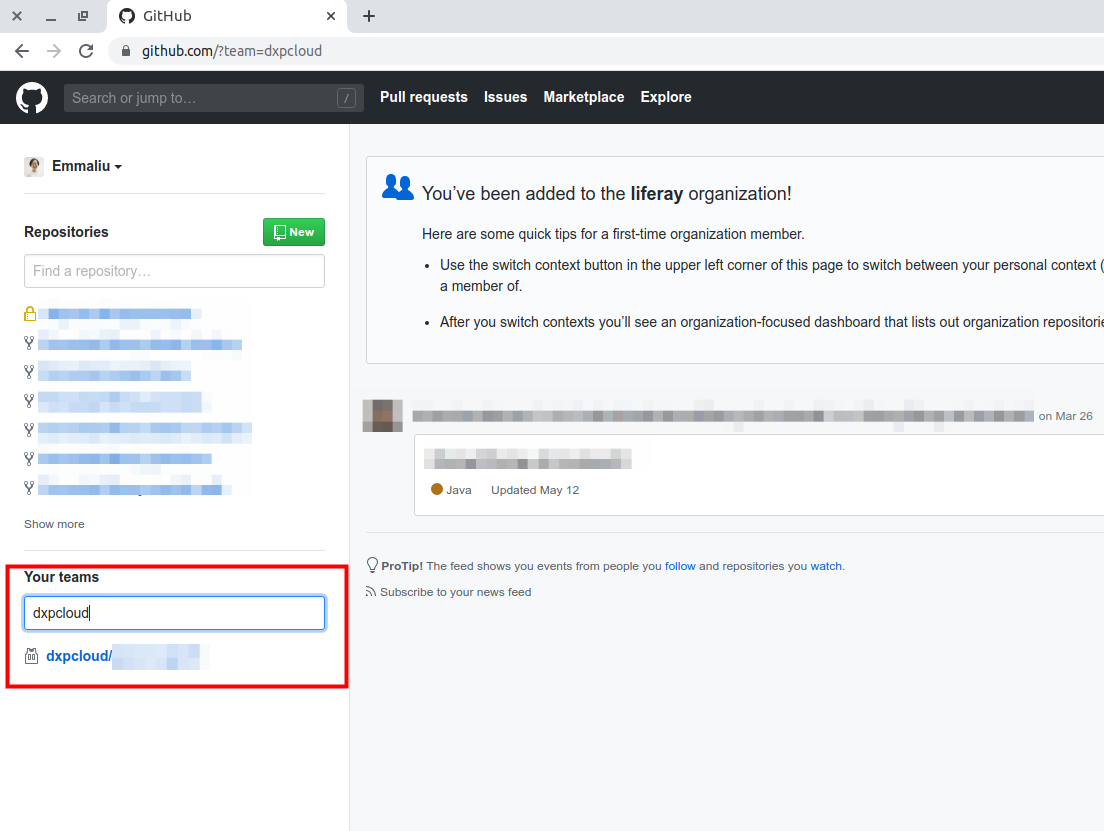 GitHub
github.com/?team=dxpcloud
Search or jump to… /
Pull requests Issues Marketplace Explore
Emmaliu
Repositories
New
Find a repository…
Show more
Your teams
dxpcloud
dxpcloud/
You’ve been added to the liferay organization!
Here are some quick tips for a first-time organization member.
• Use the switch context button in the upper left corner of this page to switch between your personal context (
a member of.
• After you switch contexts you’ll see an organization-focused dashboard that lists out organization repositorie
on Mar 26
Java Updated May 12
ProTip! The feed shows you events from people you follow and repositories you watch.
Subscribe to your news feed